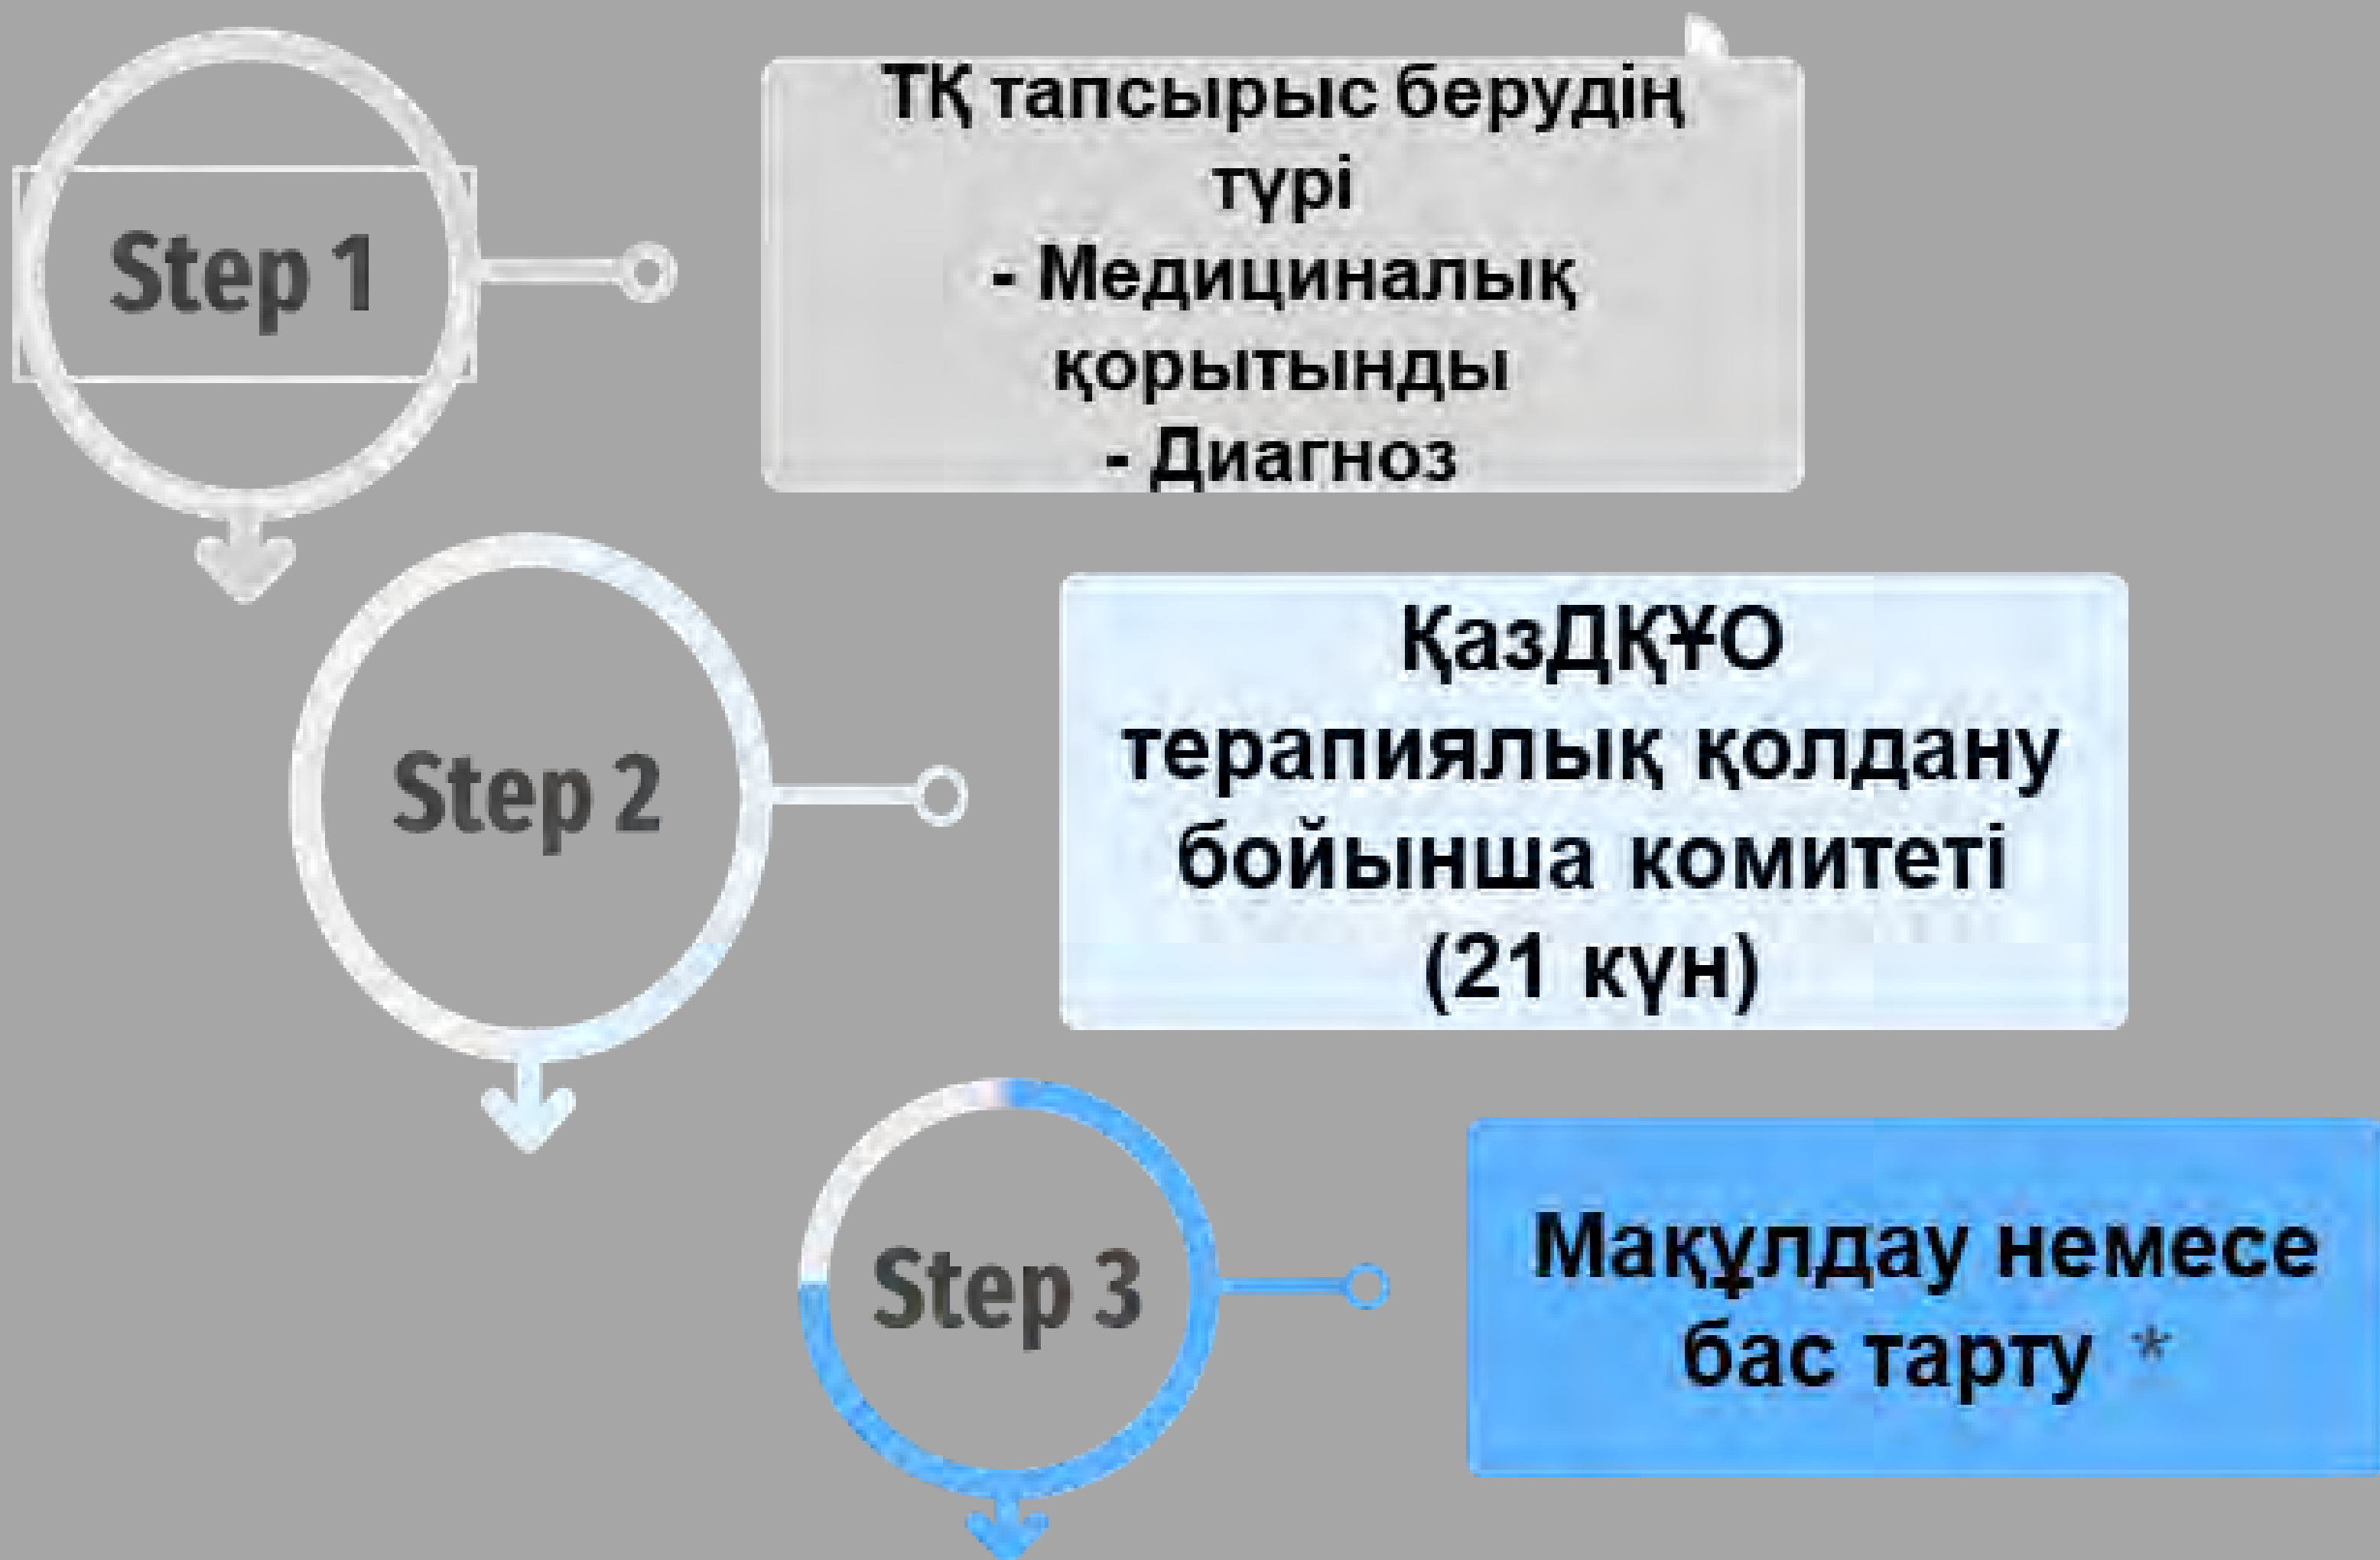 Step 1
ТҚ тапсырыс берудің
түрі
- Медициналық
қорытынды
- Диагноз
Step 2
ҚазДҚҰО
терапиялық қолдану
бойынша комитеті
(21 күн)
Step 3
Мақұлдау немесе
бас тарту *